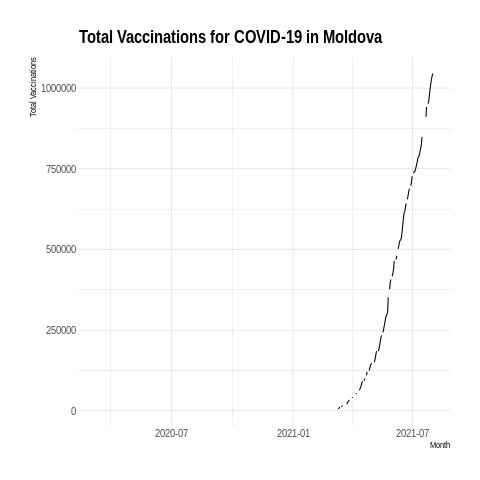 Total Vaccinations for COVID-19 in Moldova
Total Vaccinations
1000000
750000
500000
250000
0
2020-07 2021-01 2021-07
Month